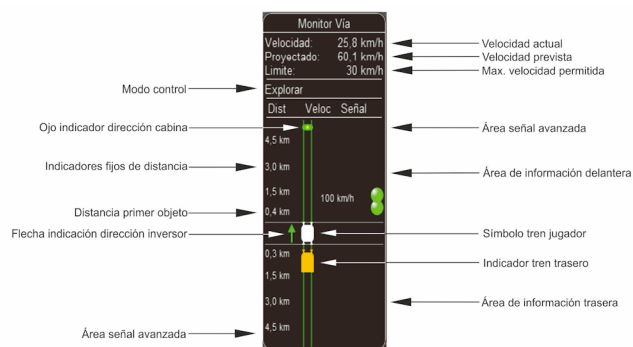 Monitor Vía
Velocidad: 25,8 km/h
Proyectado: 60,1 km/h
Limite: 30 km/h
Explorar
Dist Veloc Señal
4,5 km
3,0 km
1,5 km
100 km/h
0,4 km
0,3 km
1,5 km
3,0 km
4,5 km
Modo control
Ojo indicador dirección cabina
Indicadores fijos de distancia
Distancia primer objeto
Flecha indicación dirección inversor
Área señal avanzada
Velocidad actual
Velocidad prevista
Max. velocidad permitida
Área señal avanzada
Área de información delantera
Símbolo tren jugador
Indicador tren trasero
Área de información trasera